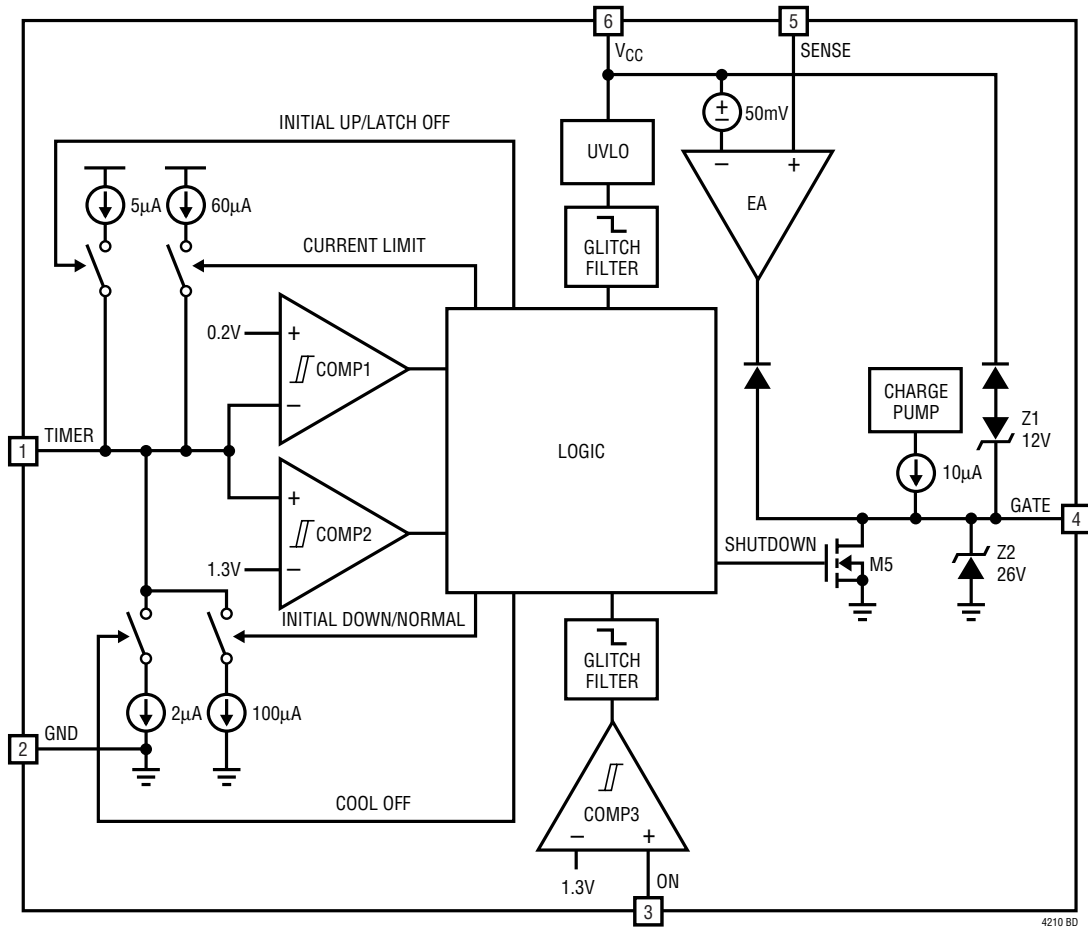 6
5
VCC
SENSE
INITIAL UP/LATCH OFF
+
−
50mV
UVLO
−
+
EA
5µA
60µA
CURRENT LIMIT
GLITCH
FILTER
0.2V
+
COMP1
−
CHARGE
PUMP
Z1
12V
1
TIMER
LOGIC
10µA
+
COMP2
1.3V
−
GATE
4
SHUTDOWN
M5
Z2
26V
INITIAL DOWN/NORMAL
GLITCH
FILTER
2µA
100µA
2
GND
COOL OFF
COMP3
−
+
1.3V
ON
3
4210 BD